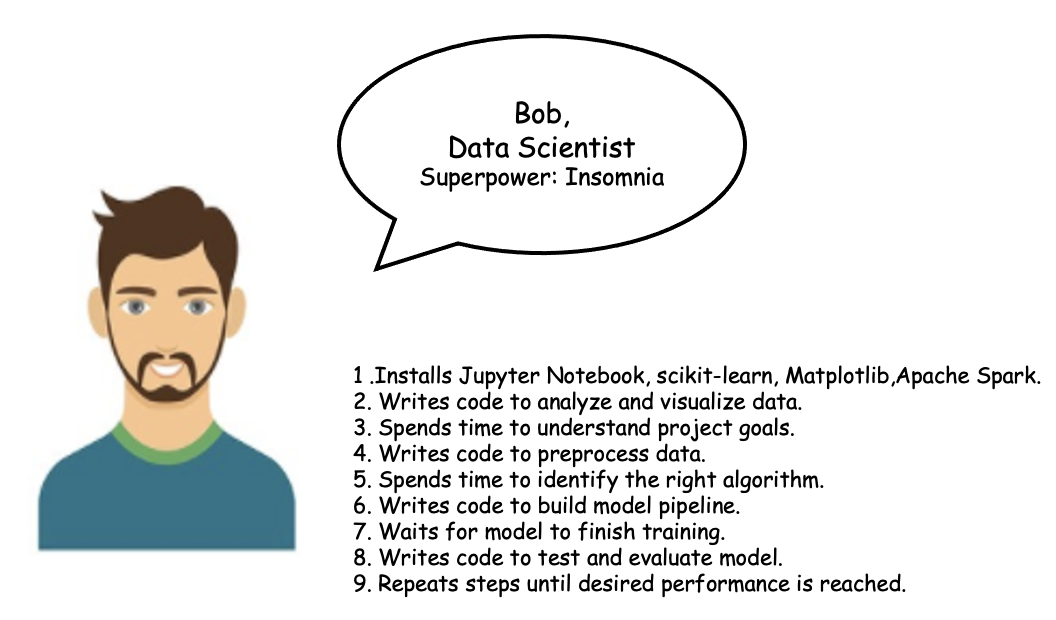 Bob,
Data Scientist
Superpower: Insomnia
1 .Installs Jupyter Notebook, scikit-learn, Matplotlib,Apache Spark.
2. Writes code to analyze and visualize data.
3. Spends time to understand project goals.
4. Writes code to preprocess data.
5. Spends time to identify the right algorithm.
6. Writes code to build model pipeline.
7. Waits for model to finish training.
8. Writes code to test and evaluate model.
9. Repeats steps until desired performance is reached.